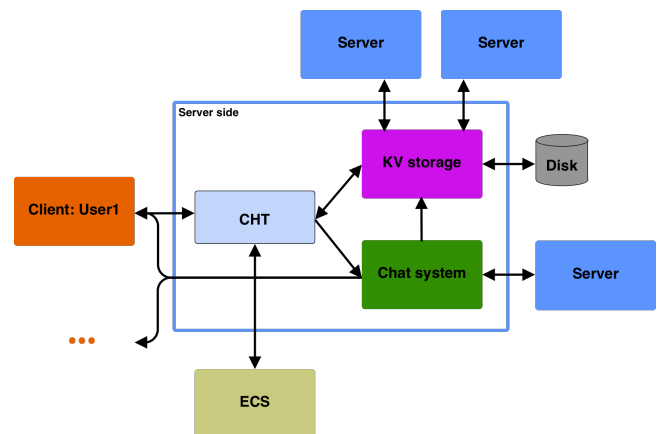 Server
Server
Server side
KV storage
Disk
Client: User1
CHT
Chat system
Server
ECS